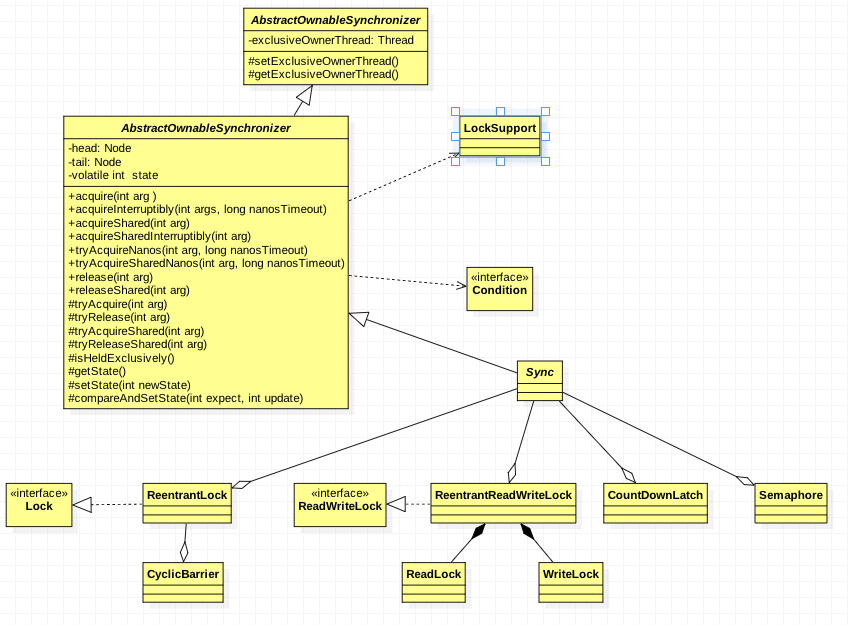 AbstractOwnableSynchronizer
-exclusiveOwnerThread: Thread
#setExclusiveOwnerThread()
#getExclusiveOwnerThread()
AbstractOwnableSynchronizer
-head: Node
-tail: Node
-volatile int  state
+acquire(int arg )
+acquireInterruptibly(int args, long nanosTimeout)
+acquireShared(int arg)
+acquireSharedInterruptibly(int arg)
+tryAcquireNanos(int arg, long nanosTimeout)
+tryAcquireSharedNanos(int arg, long nanosTimeout)
+release(int arg)
+releaseShared(int arg)
#tryAcquire(int arg)
#tryRelease(int arg)
#tryAcquireShared(int arg)
#tryReleaseShared(int arg)
#isHeldExclusively()
#getState()
#setState(int newState)
#compareAndSetState(int expect, int update)
LockSupport
«interface»
Condition
Sync
«interface»
Lock
ReentrantLock
«interface»
ReadWriteLock
ReentrantReadWriteLock
CountDownLatch
Semaphore
CyclicBarrier
ReadLock
WriteLock